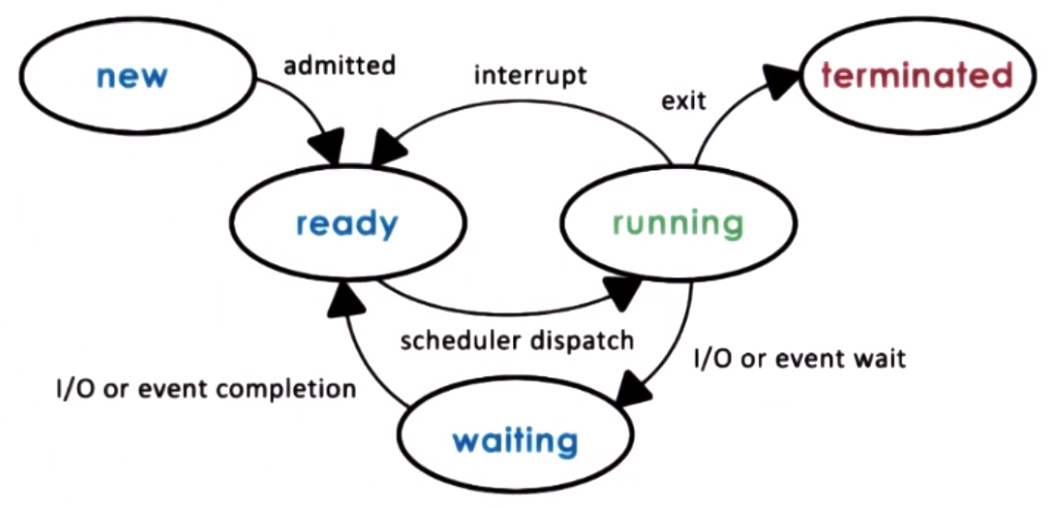 new
admitted
interrupt
exit
terminated
ready
running
scheduler dispatch
I/O or event wait
I/O or event completion
waiting